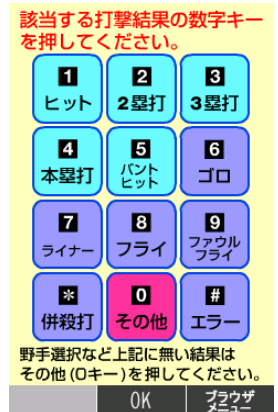 該当する打撃結果の数字キー
を押してください。
1 2 3
ヒット 2塁打 3塁打
4 5 6
本塁打 バント
ヒット ゴロ
7 8 9
ライナー フライ ファウル
フライ
* 0 #
併殺打 その他 エラー
野手選択など上記に無い結果は
その他(0キー)を押してください。
OK ブラウザ
メニュー